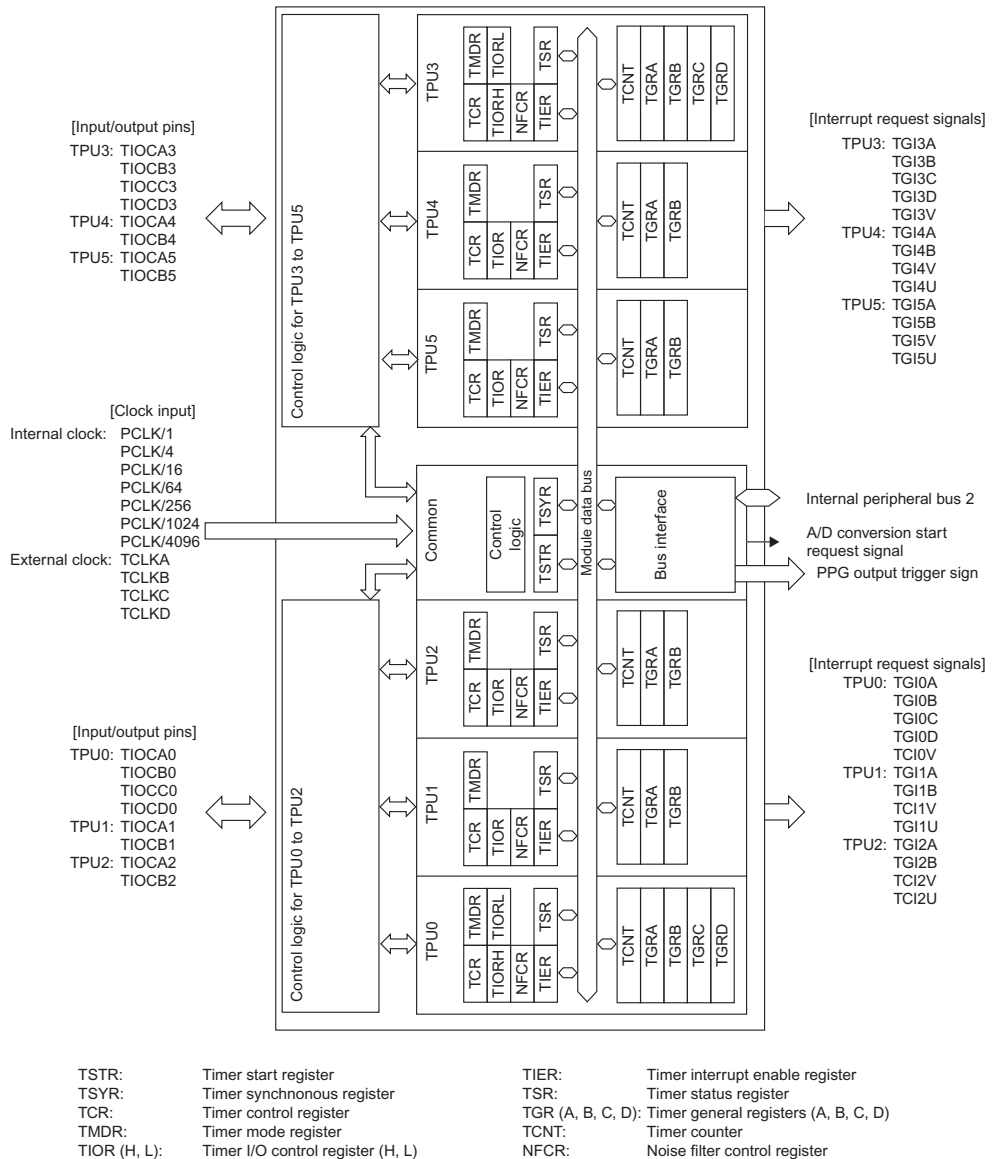 [Input/output pins]
TPU3: TIOCA3
TIOCB3
TIOCC3
TIOCD3
TPU4: TIOCA4
TIOCB4
TPU5: TIOCA5
TIOCB5
[Clock input]
Internal clock: PCLK/1
PCLK/4
PCLK/16
PCLK/64
PCLK/256
PCLK/1024
PCLK/4096
External clock: TCLKA
TCLKB
TCLKC
TCLKD
[Input/output pins]
TPU0: TIOCA0
TIOCB0
TIOCC0
TIOCD0
TPU1: TIOCA1
TIOCB1
TPU2: TIOCA2
TIOCB2
Control logic for TPU3 to TPU5
Control logic for TPU0 to TPU2
TPU3
TMDR
TIORL
TSR
TCR
TIORH
NFCR
TIER
TCNT
TGRA
TGRB
TGRC
TGRD
TPU4
TMDR
TSR
TCR
TIOR
NFCR
TIER
TCNT
TGRA
TGRB
TPU5
TMDR
TSR
TCR
TIOR
NFCR
TIER
TCNT
TGRA
TGRB
Common
Control
logic
TSYR
TSTR
Module data bus
Bus interface
TPU2
TMDR
TSR
TCR
TIOR
NFCR
TIER
TCNT
TGRA
TGRB
TPU1
TMDR
TSR
TCR
TIOR
NFCR
TIER
TCNT
TGRA
TGRB
TPU0
TMDR
TIORL
TSR
TCR
TIORH
NFCR
TIER
TCNT
TGRA
TGRB
TGRC
TGRD
[Interrupt request signals]
TPU3: TGI3A
TGI3B
TGI3C
TGI3D
TGI3V
TPU4: TGI4A
TGI4B
TGI4V
TGI4U
TPU5: TGI5A
TGI5B
TGI5V
TGI5U
Internal peripheral bus 2
A/D conversion start
request signal
PPG output trigger sign
[Interrupt request signals]
TPU0: TGI0A
TGI0B
TGI0C
TGI0D
TCI0V
TPU1: TGI1A
TGI1B
TCI1V
TGI1U
TPU2: TGI2A
TGI2B
TCI2V
TCI2U
TSTR: Timer start register
TSYR: Timer synchnonous register
TCR: Timer control register
TMDR: Timer mode register
TIOR (H, L): Timer I/O control register (H, L)
TIER: Timer interrupt enable register
TSR: Timer status register
TGR (A, B, C, D): Timer general registers (A, B, C, D)
TCNT: Timer counter
NFCR: Noise filter control register